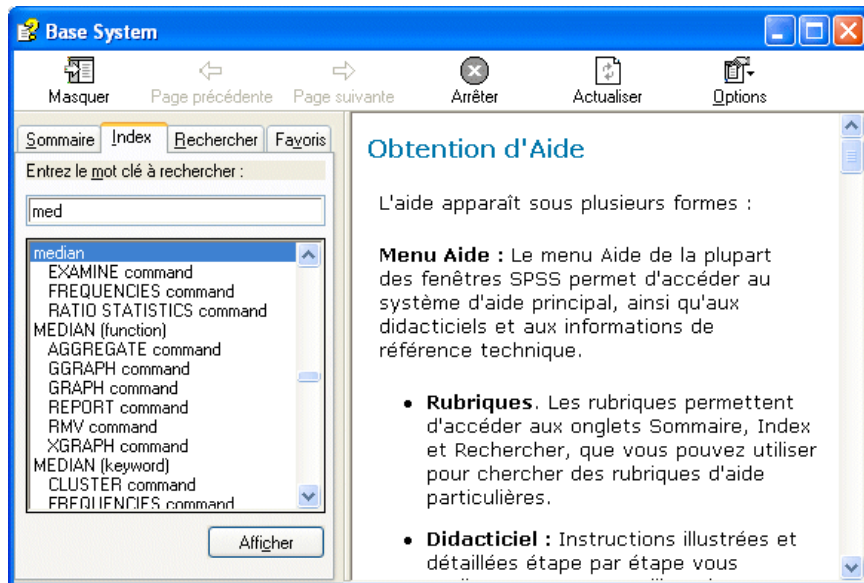 Base System
Masquer
Page précédente
Page suivante
Arrêter
Actualiser
Options
Sommaire
Index
Rechercher
Favoris
Entrez le mot clé à rechercher :
med
median
EXAMINE command
FREQUENCIES command
RATIO STATISTICS command
MEDIAN (function)
AGGREGATE command
GGRAPH command
GRAPH command
REPORT command
RMV command
XGRAPH command
MEDIAN (keyword)
CLUSTER command
FREQUENCIES command
Afficher
Obtention d'Aide
L'aide apparaît sous plusieurs formes :
Menu Aide : Le menu Aide de la plupart
des fenêtres SPSS permet d'accéder au
système d'aide principal, ainsi qu'aux
didacticiels et aux informations de
référence technique.
• Rubriques. Les rubriques permettent
d'accéder aux onglets Sommaire, Index
et Rechercher, que vous pouvez utiliser
pour chercher des rubriques d'aide
particulières.
• Didacticiel : Instructions illustrées et
détaillées étape par étape vous